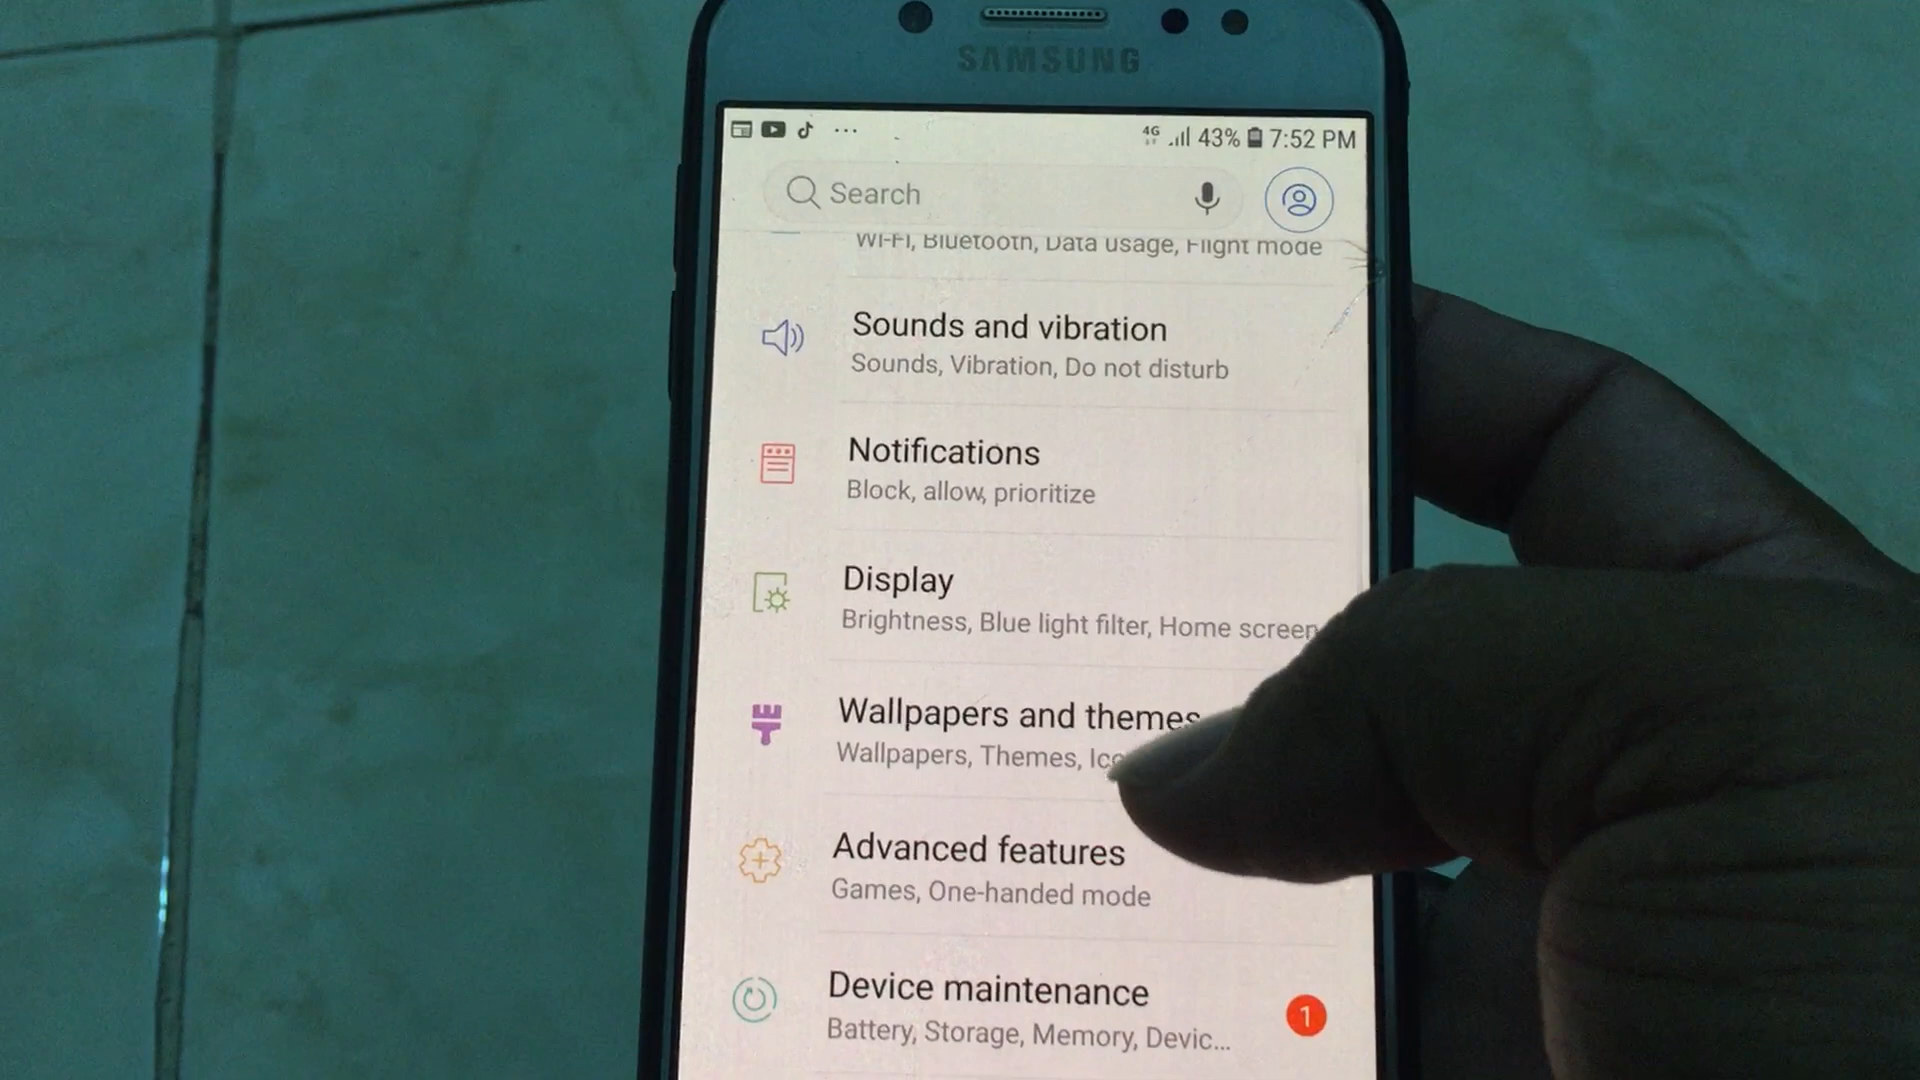 SAMSUNG
4G 43% 7:52 PM
Search
Wi-Fi, Bluetooth, Data usage, Flight mode
Sounds and vibration
Sounds, Vibration, Do not disturb
Notifications
Block, allow, prioritize
Display
Brightness, Blue light filter, Home screen
Wallpapers and themes
Wallpapers, Themes,
Advanced features
Games, One-handed mode
Device maintenance
1
Battery, Storage, Memory, Devic...